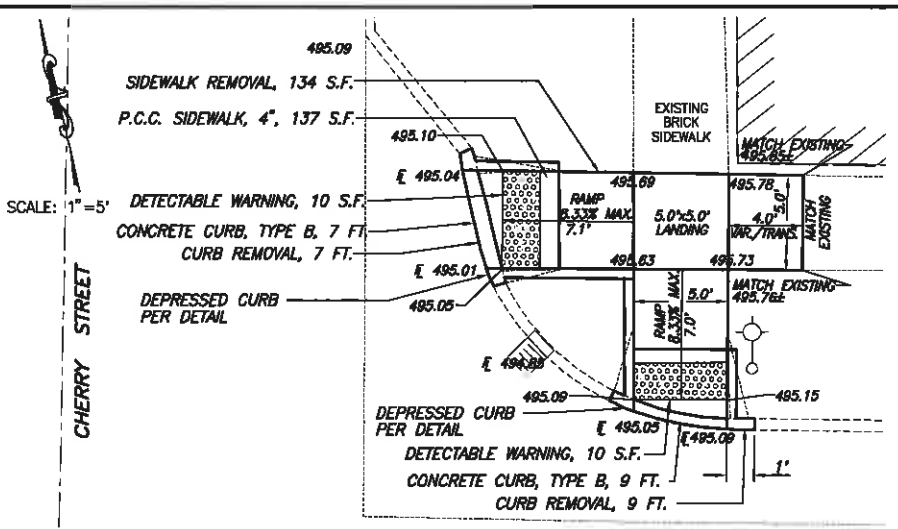 495.09
SIDEWALK REMOVAL, 134 S.F.
P.C.C. SIDEWALK, 4", 137 S.F.
495.10
EXISTING
BRICK
SIDEWALK
MATCH EXISTING
495.85±
℄ 495.04
495.69
495.78
SCALE: 1"=5'
DETECTABLE WARNING, 10 S.F.
RAMP
8.33% MAX.
7.1'
5.0'x5.0'
LANDING
4.0'
VAR./TRANS.
5.0'
MATCH
EXISTING
CONCRETE CURB, TYPE B, 7 FT.
CURB REMOVAL, 7 FT.
495.01
495.63
495.73
DEPRESSED CURB
PER DETAIL
495.05
MATCH EXISTING
495.76±
RAMP
8.33% MAX.
7.0'
5.0'
CHERRY STREET
494.85
495.09
495.15
DEPRESSED CURB
PER DETAIL
495.05
495.09
DETECTABLE WARNING, 10 S.F.
CONCRETE CURB, TYPE B, 9 FT.
1'
CURB REMOVAL, 9 FT.